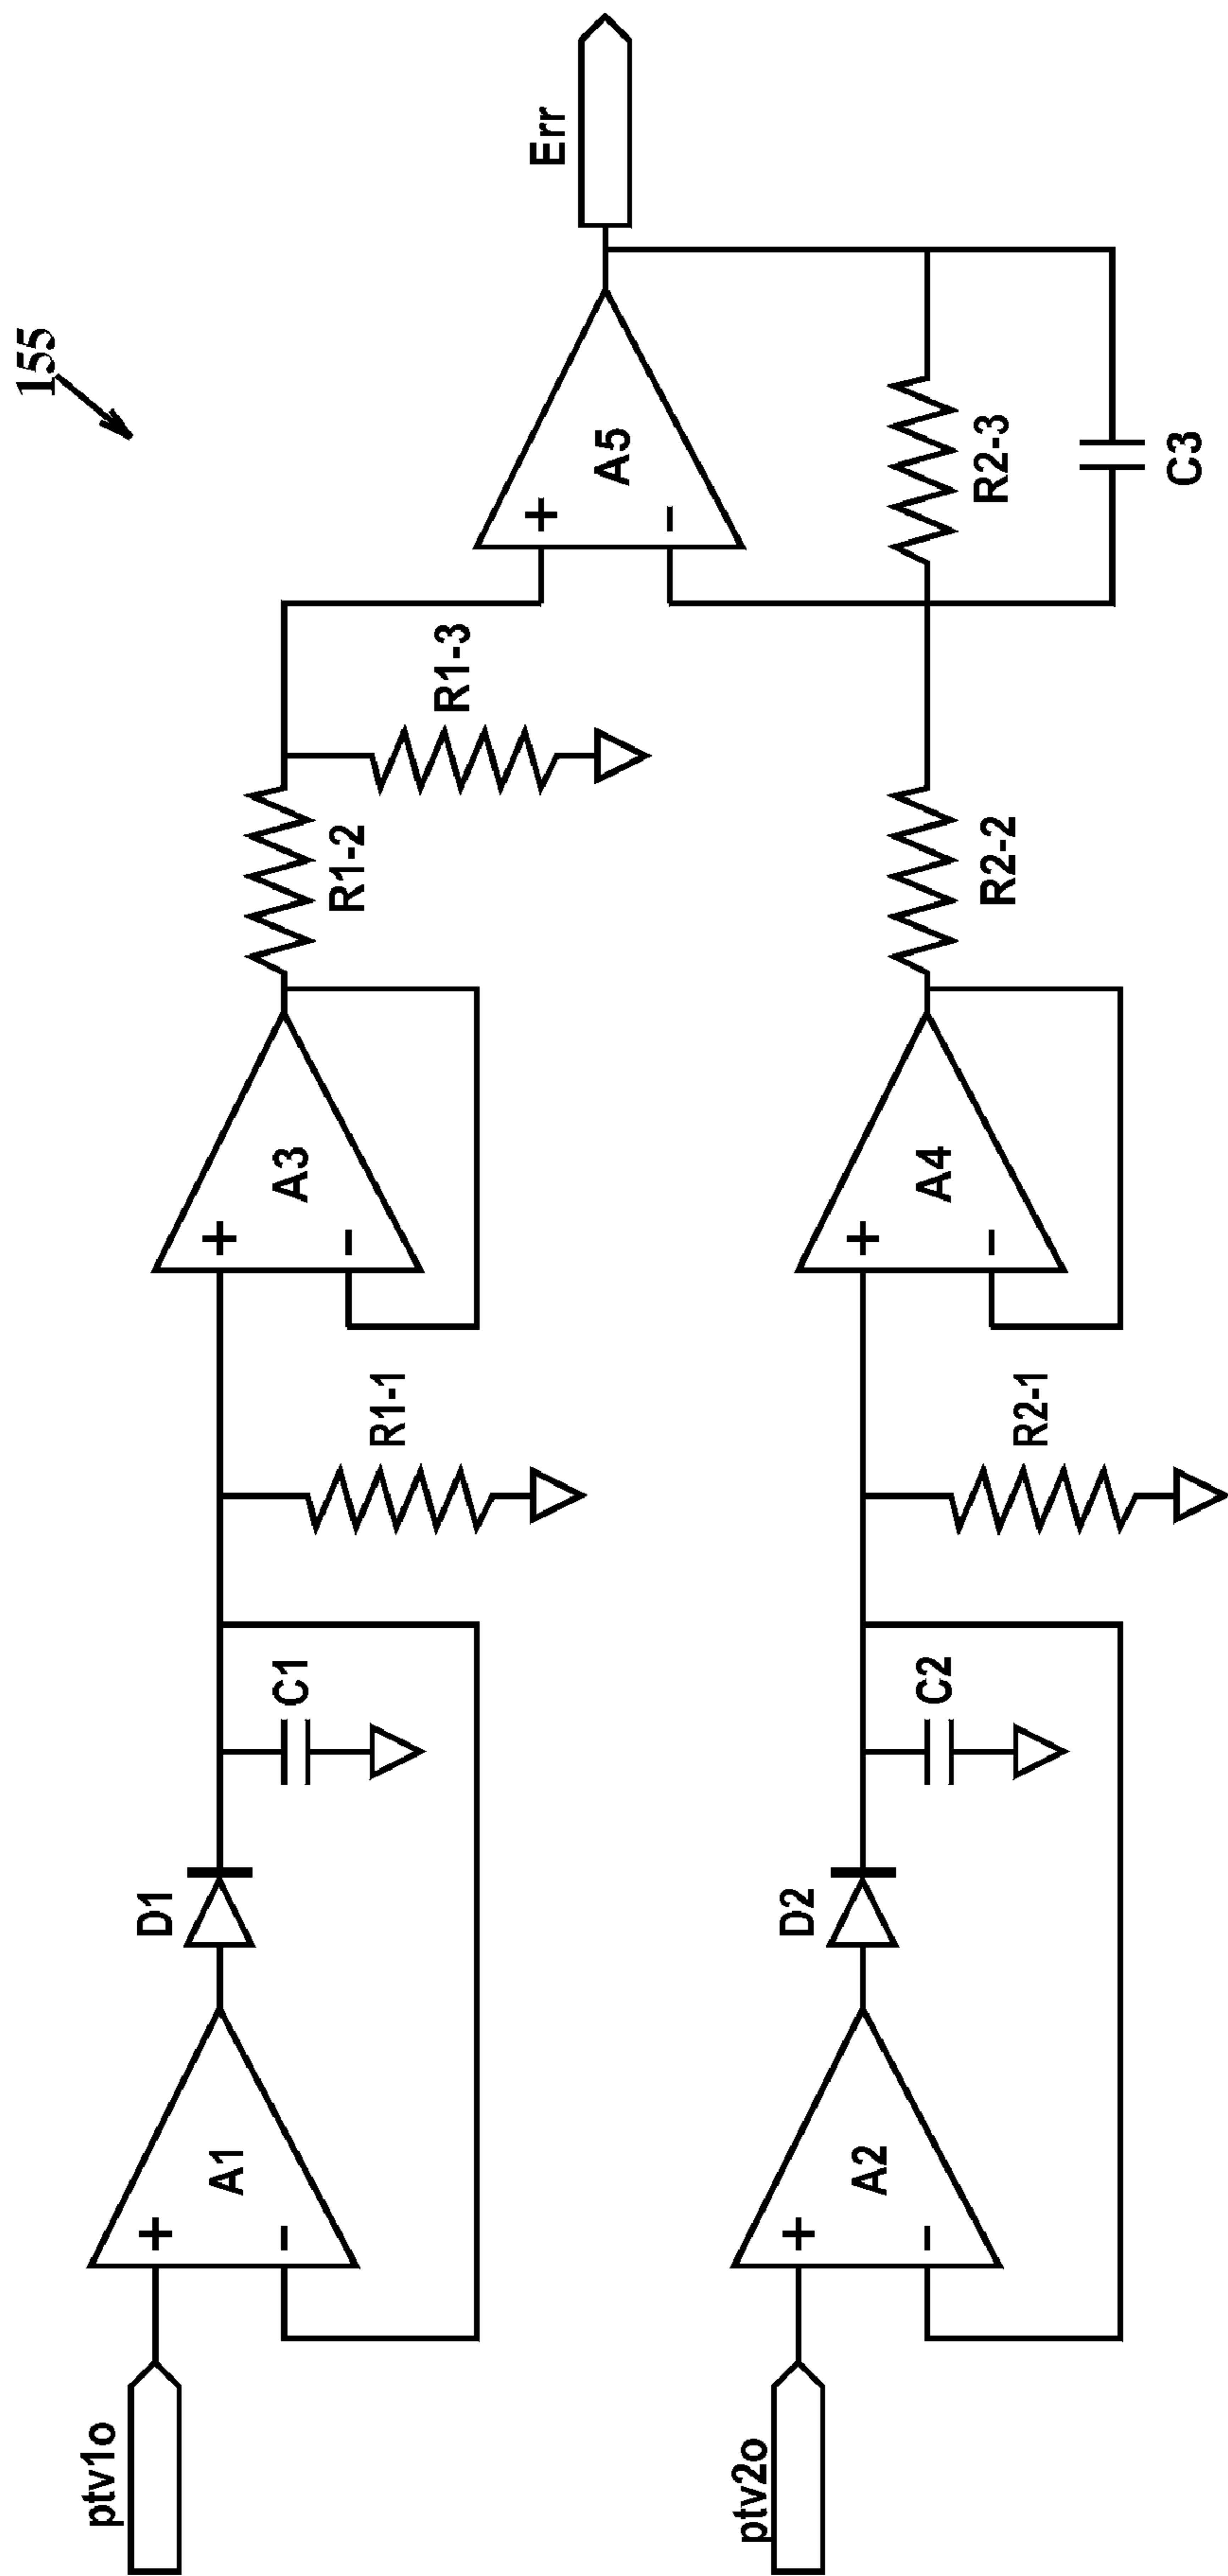 155
ptv1o
+
-
A1
D1
C1
R1-1
+
-
A3
R1-2
R1-3
+
-
A5
Err
ptv2o
+
-
A2
D2
C2
R2-1
+
-
A4
R2-2
R2-3
C3